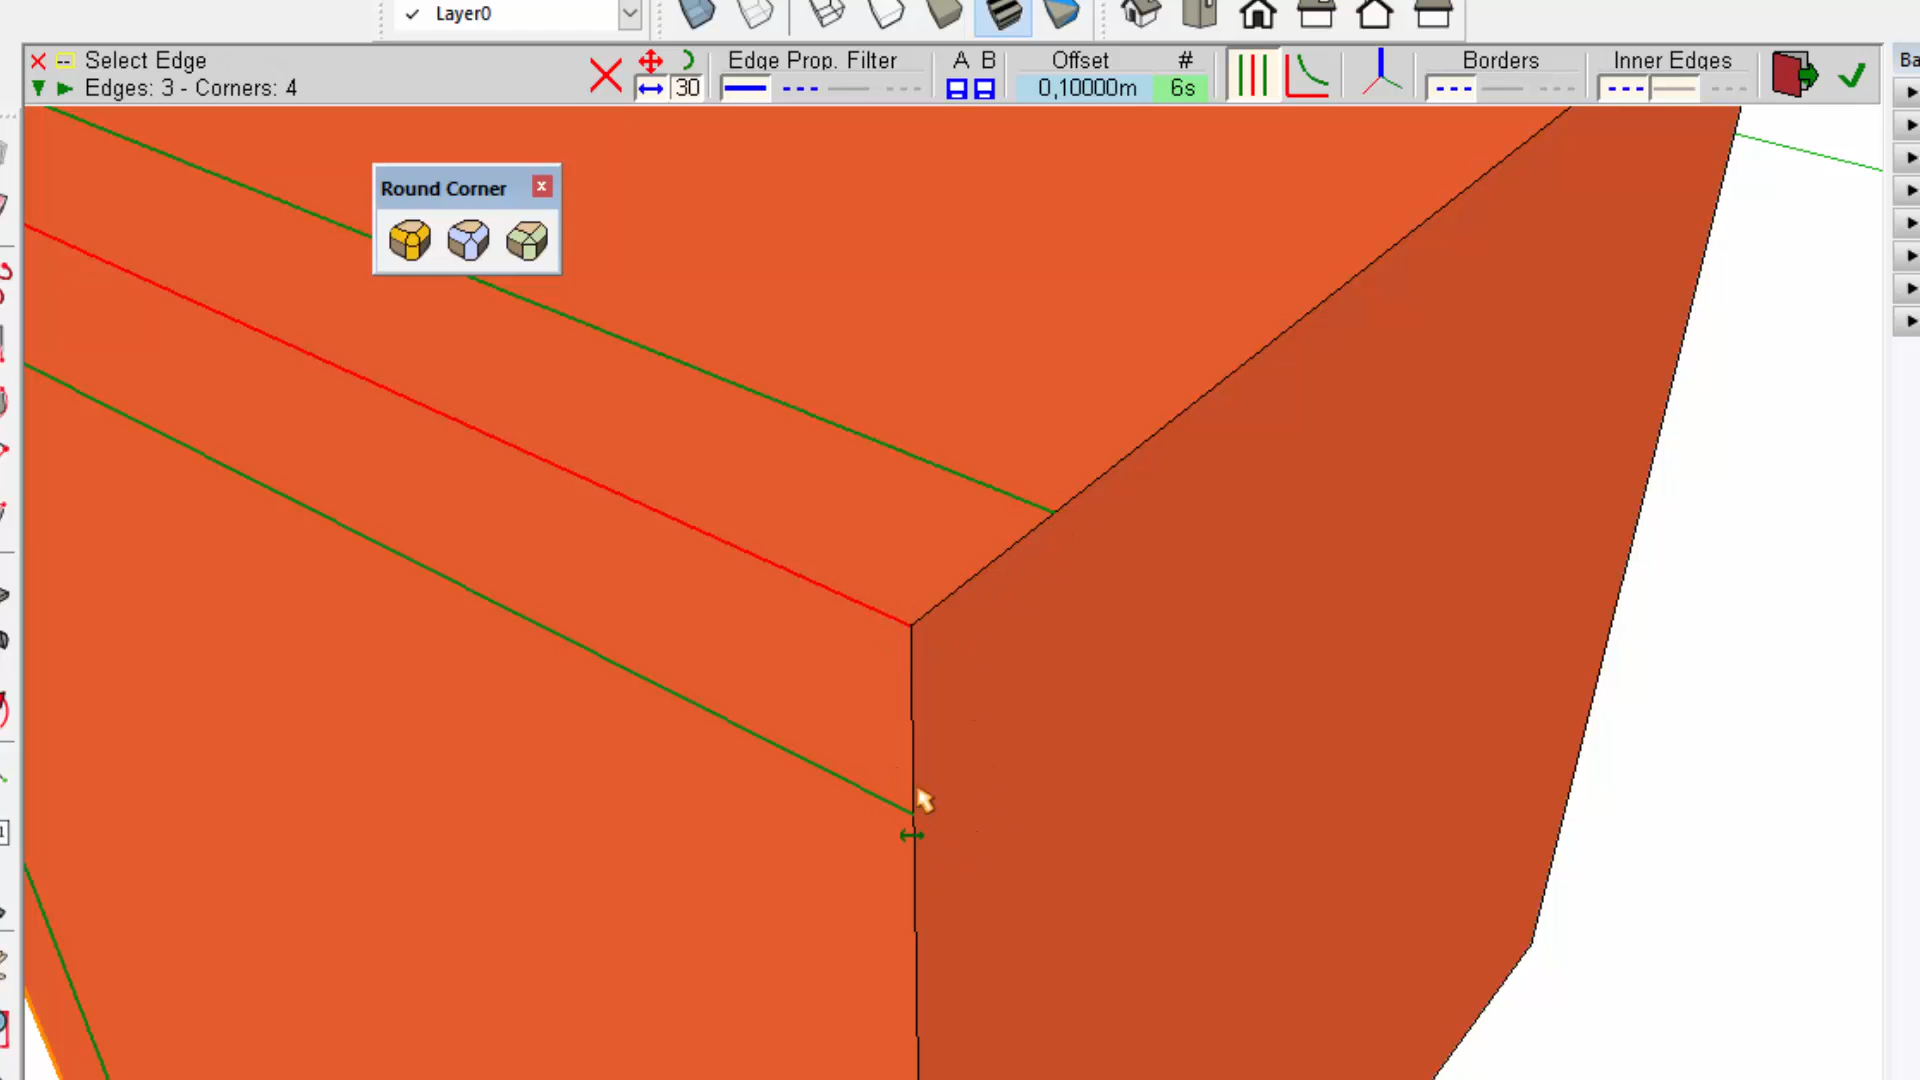 Layer0
Select Edge
Edges: 3 - Corners: 4
30
Edge Prop. Filter
A B
Offset
#
0,10000m
6s
Borders
Inner Edges
Ba
Round Corner
1